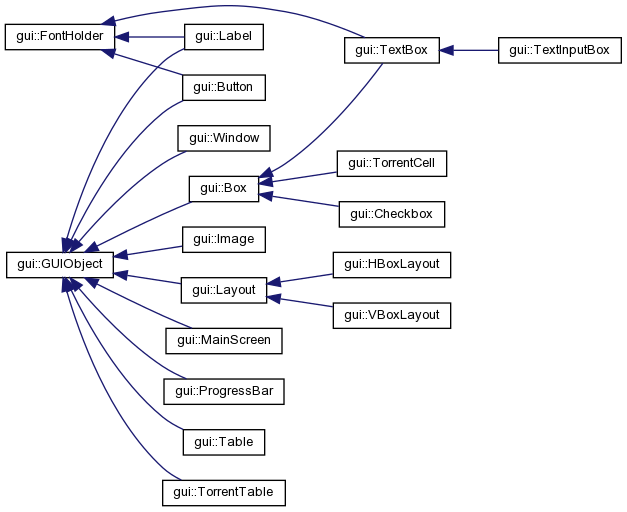 gui::FontHolder
gui::Label
gui::TextBox
gui::TextInputBox
gui::Button
gui::Window
gui::TorrentCell
gui::Box
gui::Checkbox
gui::Image
gui::GUIObject
gui::HBoxLayout
gui::Layout
gui::VBoxLayout
gui::MainScreen
gui::ProgressBar
gui::Table
gui::TorrentTable